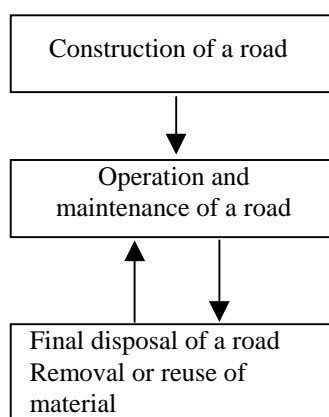 Construction of a road
Operation and
maintenance of a road
Final disposal of a road
Removal or reuse of
material